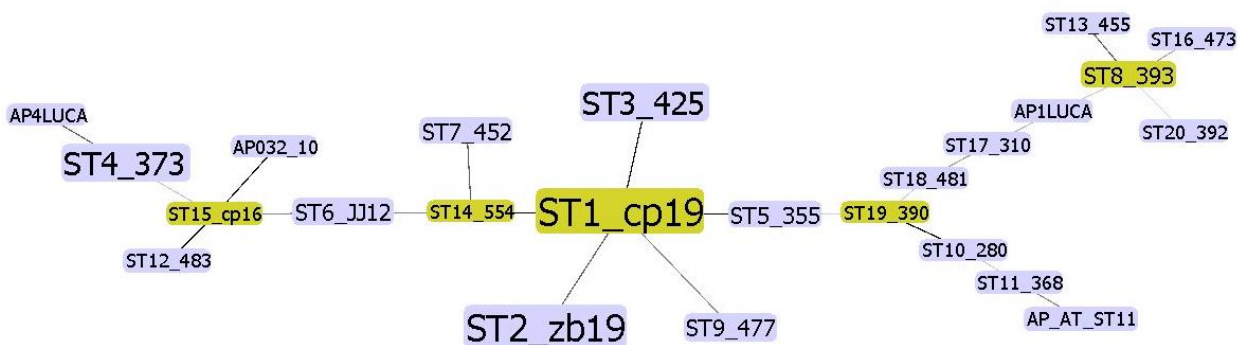 ST13_455
ST16_473
ST8_393
ST3_425
AP4LUCA
AP1LUCA
ST7_452
ST20_392
AP032_10
ST17_310
ST4_373
ST18_481
ST15_cp16
ST6_JJ12
ST14_554
ST1_cp19
ST5_355
ST19_390
ST10_280
ST12_483
ST11_368
AP_AT_ST11
ST2_zb19
ST9_477